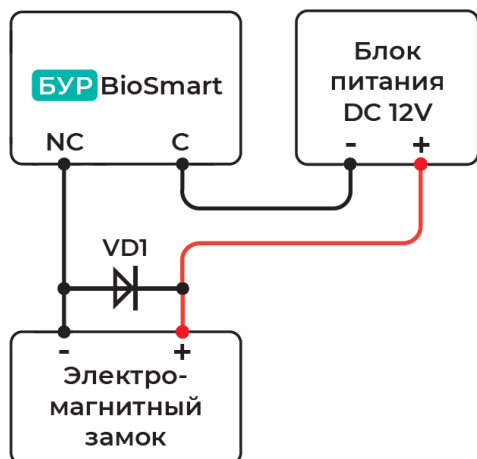 БУР BioSmart
NC C
Блок
питания
DC 12V
- +
VD1
- +
Электро-
магнитный
замок